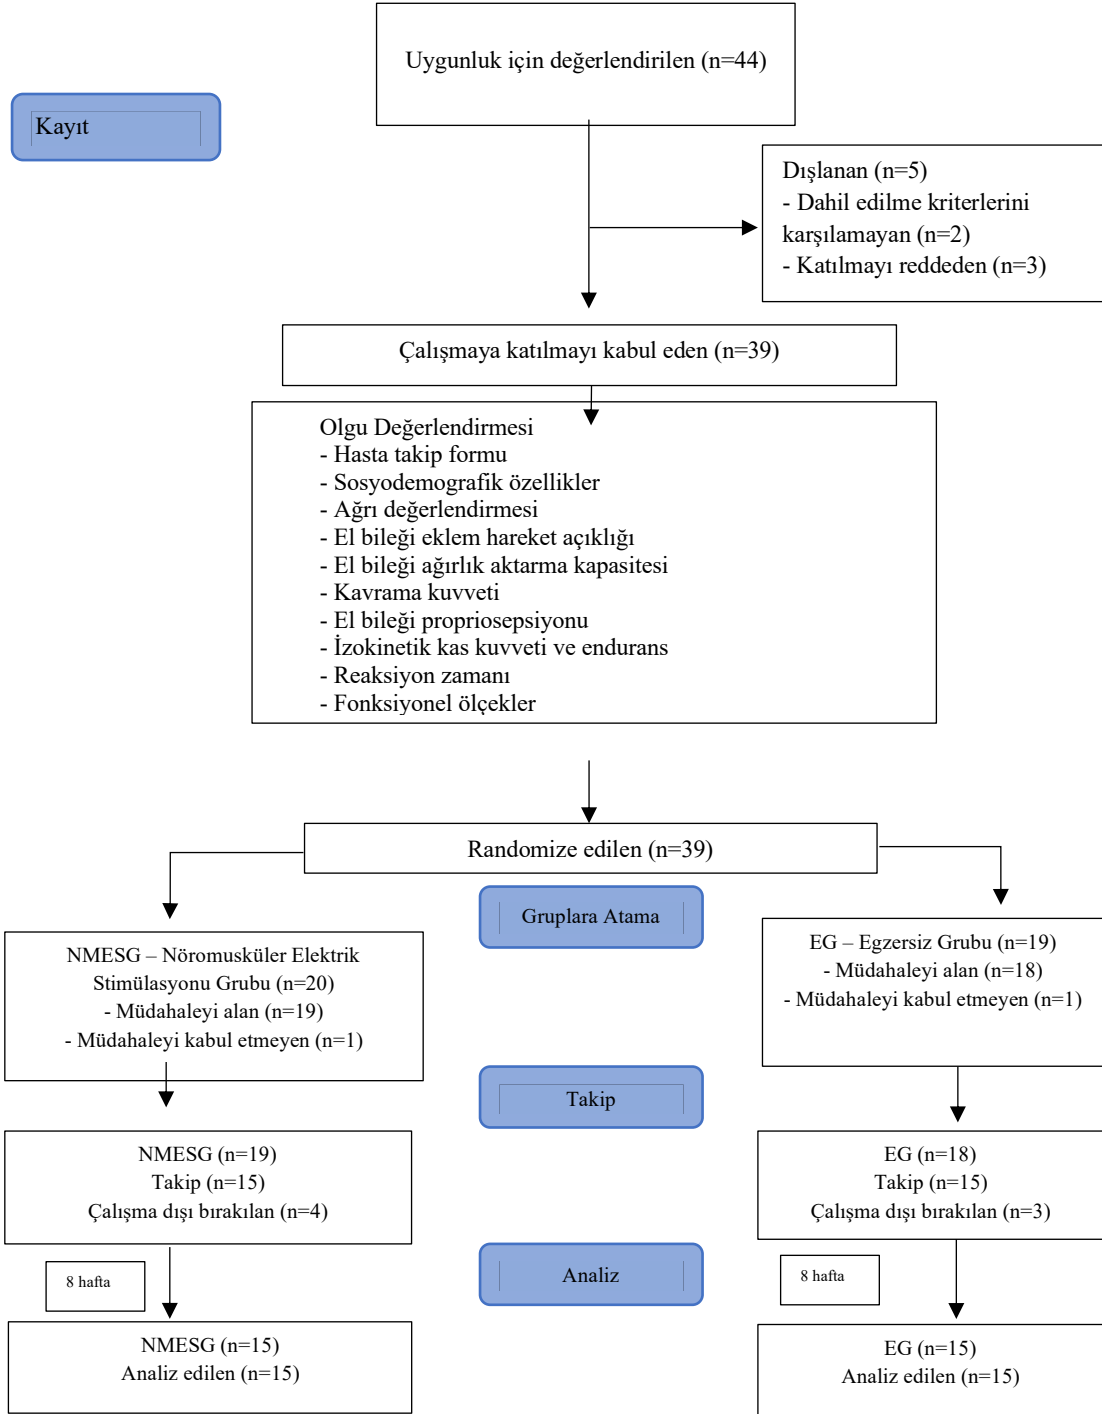 Uygunluk için değerlendirilen (n=44)
Kayıt
Dışlanan (n=5)
- Dahil edilme kriterlerini
karşılamayan (n=2)
- Katılmayı reddeden (n=3)
Çalışmaya katılmayı kabul eden (n=39)
Olgu Değerlendirmesi
- Hasta takip formu
- Sosyodemografik özellikler
- Ağrı değerlendirmesi
- El bileği eklem hareket açıklığı
- El bileği ağırlık aktarma kapasitesi
- Kavrama kuvveti
- El bileği propriosepsiyonu
- İzokinetik kas kuvveti ve endurans
- Reaksiyon zamanı
- Fonksiyonel ölçekler
Randomize edilen (n=39)
Gruplara Atama
NMESG – Nöromusküler Elektrik
Stimülasyonu Grubu (n=20)
- Müdahaleyi alan (n=19)
- Müdahaleyi kabul etmeyen (n=1)
EG – Egzersiz Grubu (n=19)
- Müdahaleyi alan (n=18)
- Müdahaleyi kabul etmeyen (n=1)
Takip
NMESG (n=19)
Takip (n=15)
Çalışma dışı bırakılan (n=4)
EG (n=18)
Takip (n=15)
Çalışma dışı bırakılan (n=3)
Analiz
8 hafta
8 hafta
NMESG (n=15)
Analiz edilen (n=15)
EG (n=15)
Analiz edilen (n=15)